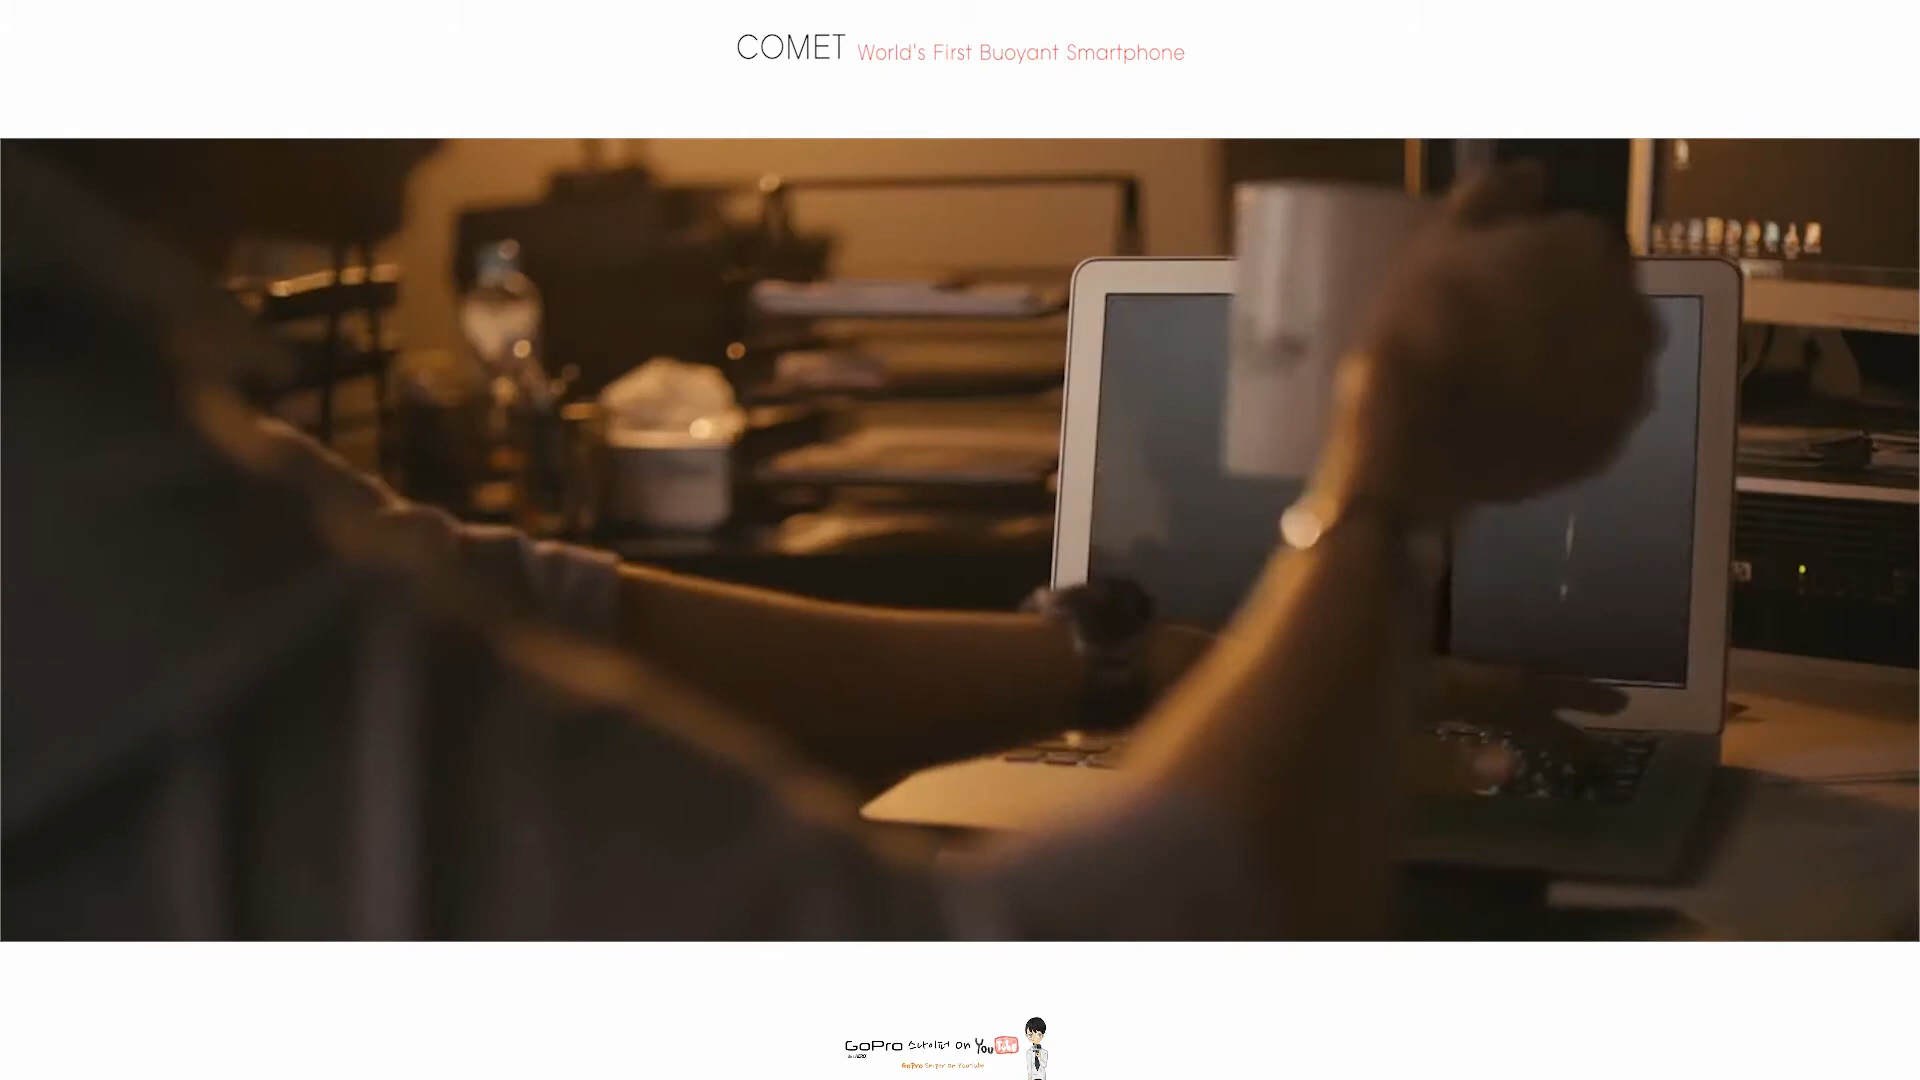 COMET World's First Buoyant Smartphone
GoPro 스나이퍼 on YouTube
GoPro Sniper on YouTube